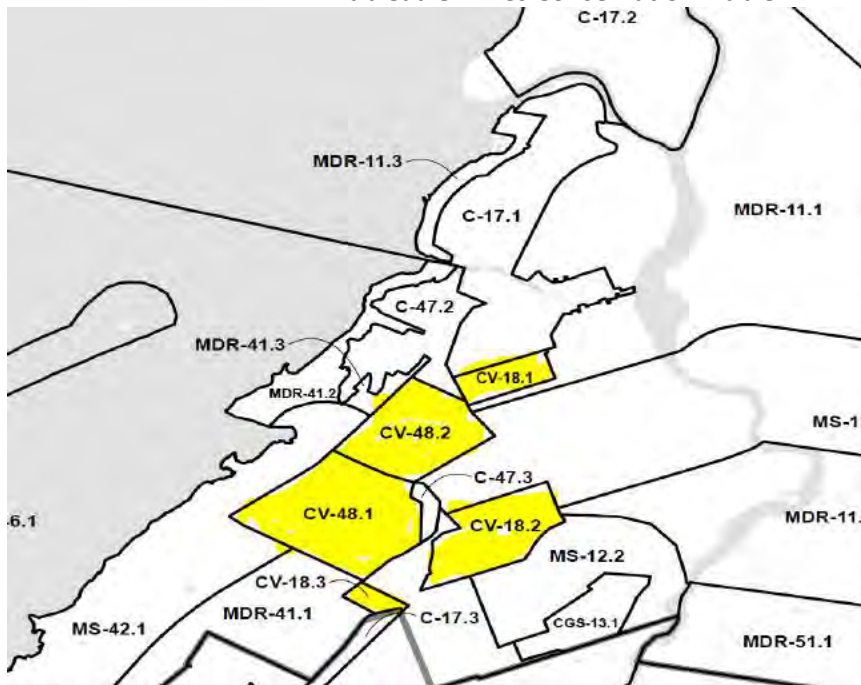 C-17.2
MDR-11.3
C-17.1
MDR-11.1
C-47.2
MDR-41.3
CV-18.1
MDR-41.2
MS-1
CV-48.2
C-47.3
CV-48.1
6.1
CV-18.2
MDR-11.
MS-12.2
CV-18.3
MDR-41.1
C-17.3
CGS-13.1
MS-42.1
MDR-51.1